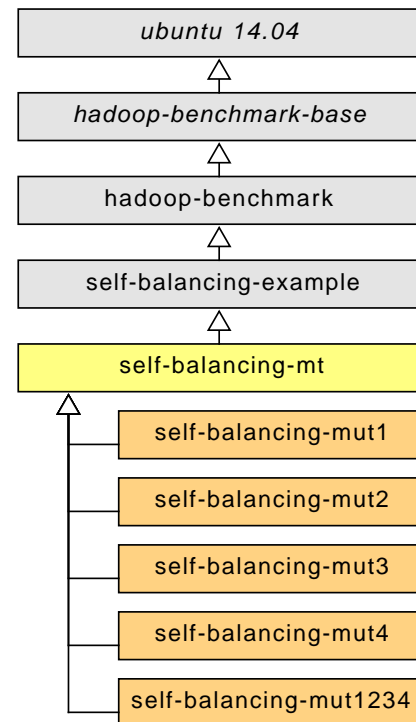 ubuntu 14.04
hadoop-benchmark-base
hadoop-benchmark
self-balancing-example
self-balancing-mt
self-balancing-mut1
self-balancing-mut2
self-balancing-mut3
self-balancing-mut4
self-balancing-mut1234